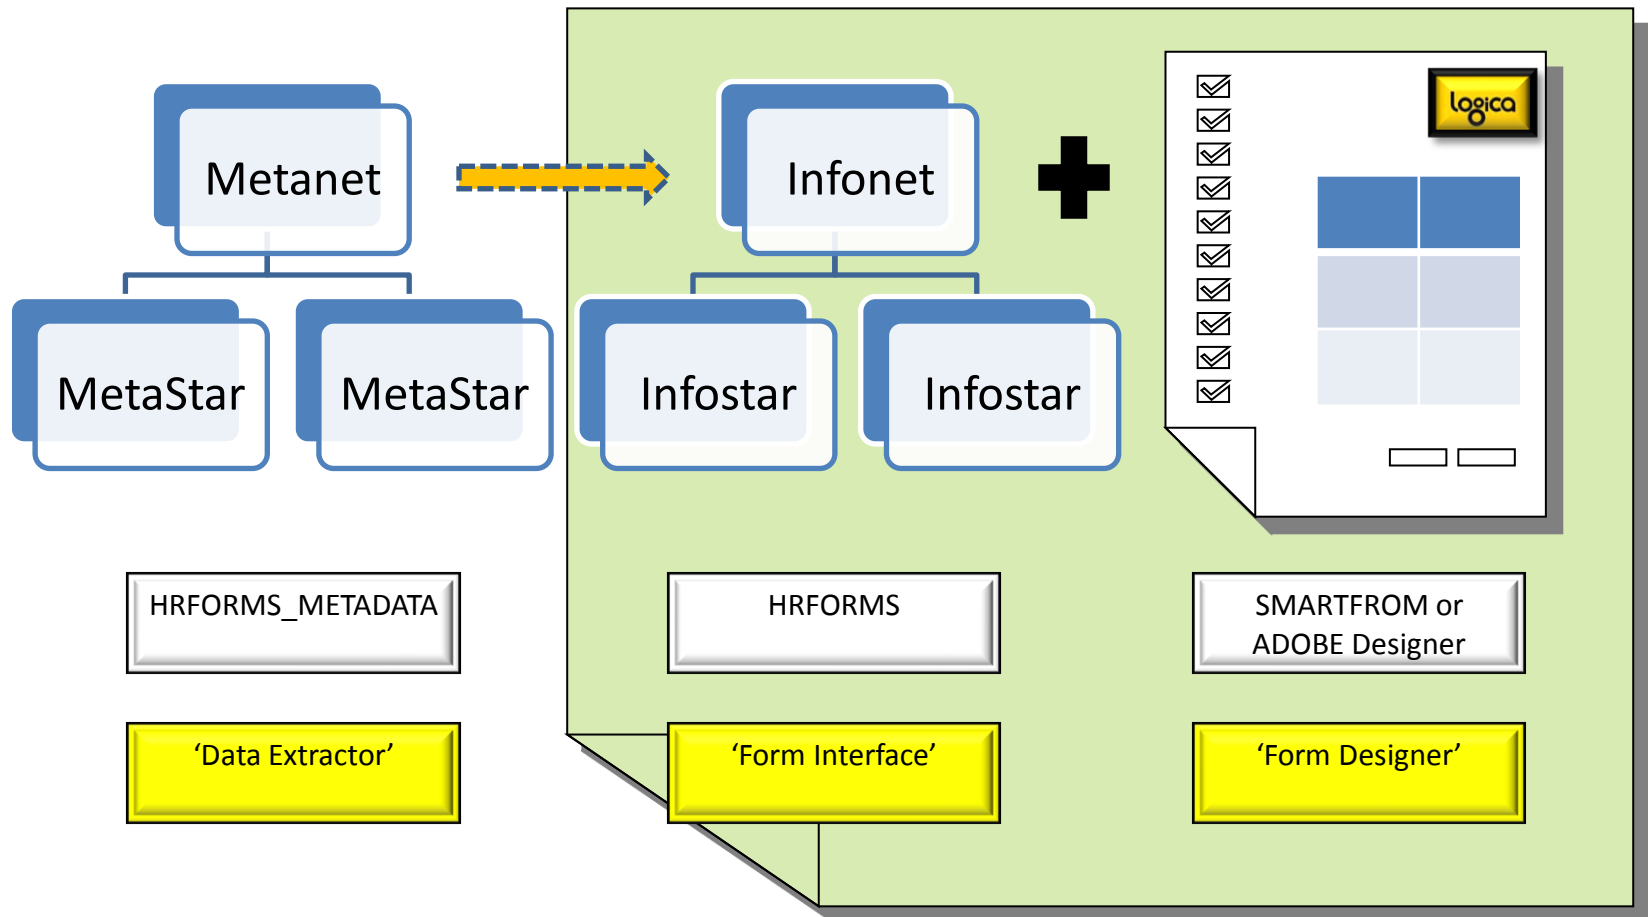 logica
Metanet
Infonet
MetaStar
MetaStar
Infostar
Infostar
HRFORMS_METADATA
HRFORMS
SMARTFROM or
ADOBE Designer
‘Data Extractor’
‘Form Interface’
‘Form Designer’